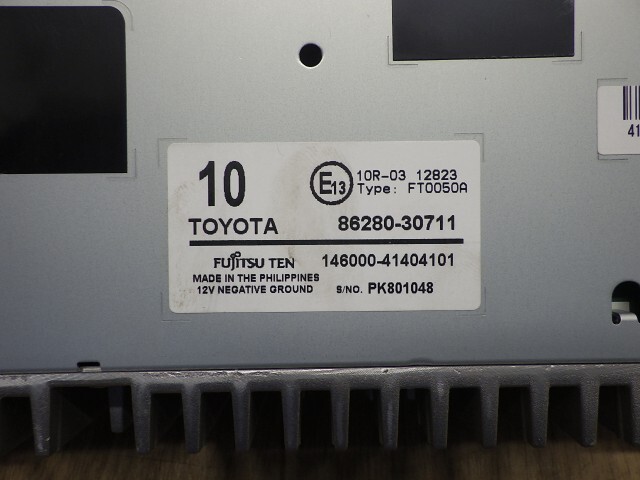 10
E13
10R-03 12823
Type: FT0050A
TOYOTA 86280-30711
FUJITSU TEN 146000-41404101
MADE IN THE PHILIPPINES
12V NEGATIVE GROUND S/NO. PK801048
41